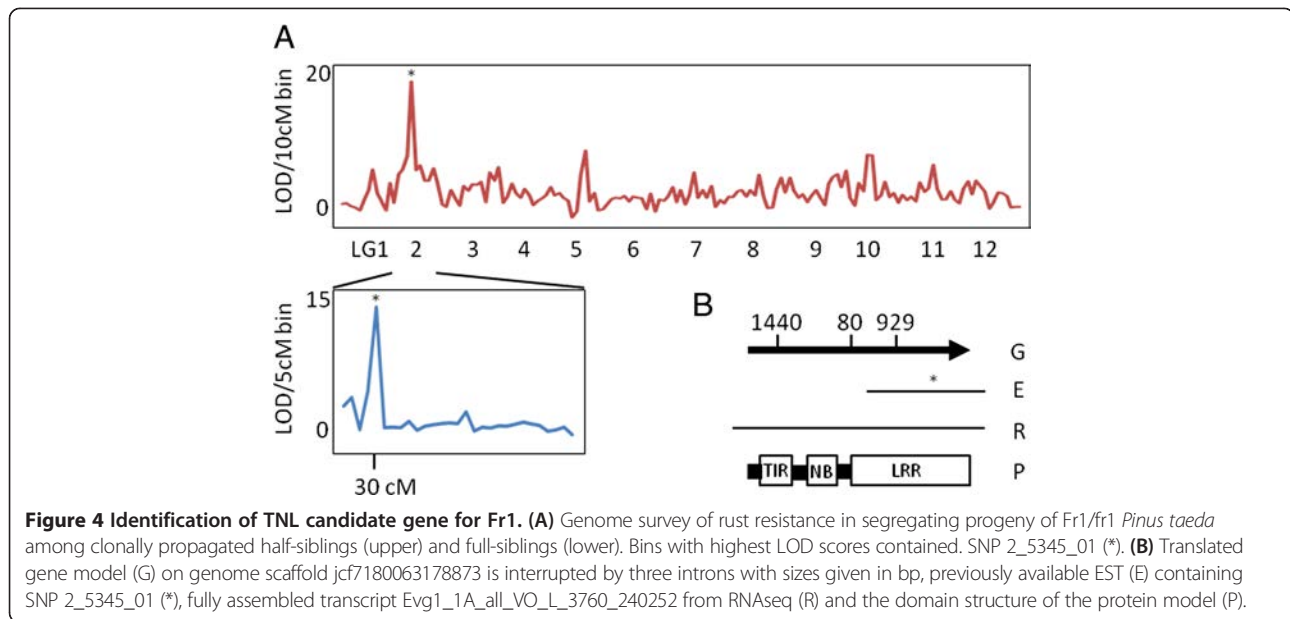 A
20
*
LOD/10cM bin
0
LG1 2 3 4 5 6 7 8 9 10 11 12
15
*
LOD/5cM bin
0
30 cM
B
1440 80 929
G
*
E
R
TIR NB LRR P
Figure 4 Identification of TNL candidate gene for Fr1. (A) Genome survey of rust resistance in segregating progeny of Fr1/fr1 Pinus taeda
among clonally propagated half-siblings (upper) and full-siblings (lower). Bins with highest LOD scores contained. SNP 2_5345_01 (*). (B) Translated
gene model (G) on genome scaffold jcf7180063178873 is interrupted by three introns with sizes given in bp, previously available EST (E) containing
SNP 2_5345_01 (*), fully assembled transcript Evg1_1A_all_VO_L_3760_240252 from RNAseq (R) and the domain structure of the protein model (P).